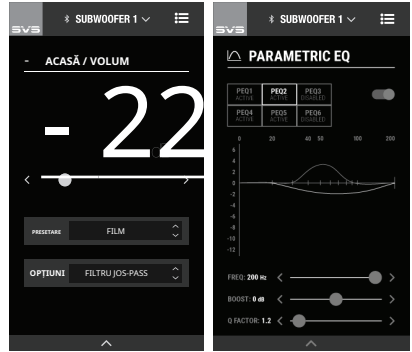 SVS
SUBWOOFER 1
- ACASĂ / VOLUM
- 22
PRESETARE FILM
OPȚIUNI FILTRU JOS-PASS
SVS
SUBWOOFER 1
PARAMETRIC EQ
PEQ1 PEQ2 PEQ3
ACTIVE ACTIVE DISABLED
PEQ4 PEQ5 PEQ6
ACTIVE ACTIVE DISABLED
0 20 40 50 100 200
6
4
2
0
-2
-4
-6
-8
-10
-12
FREQ: 200 Hz
BOOST: 0 dB
Q FACTOR: 1.2